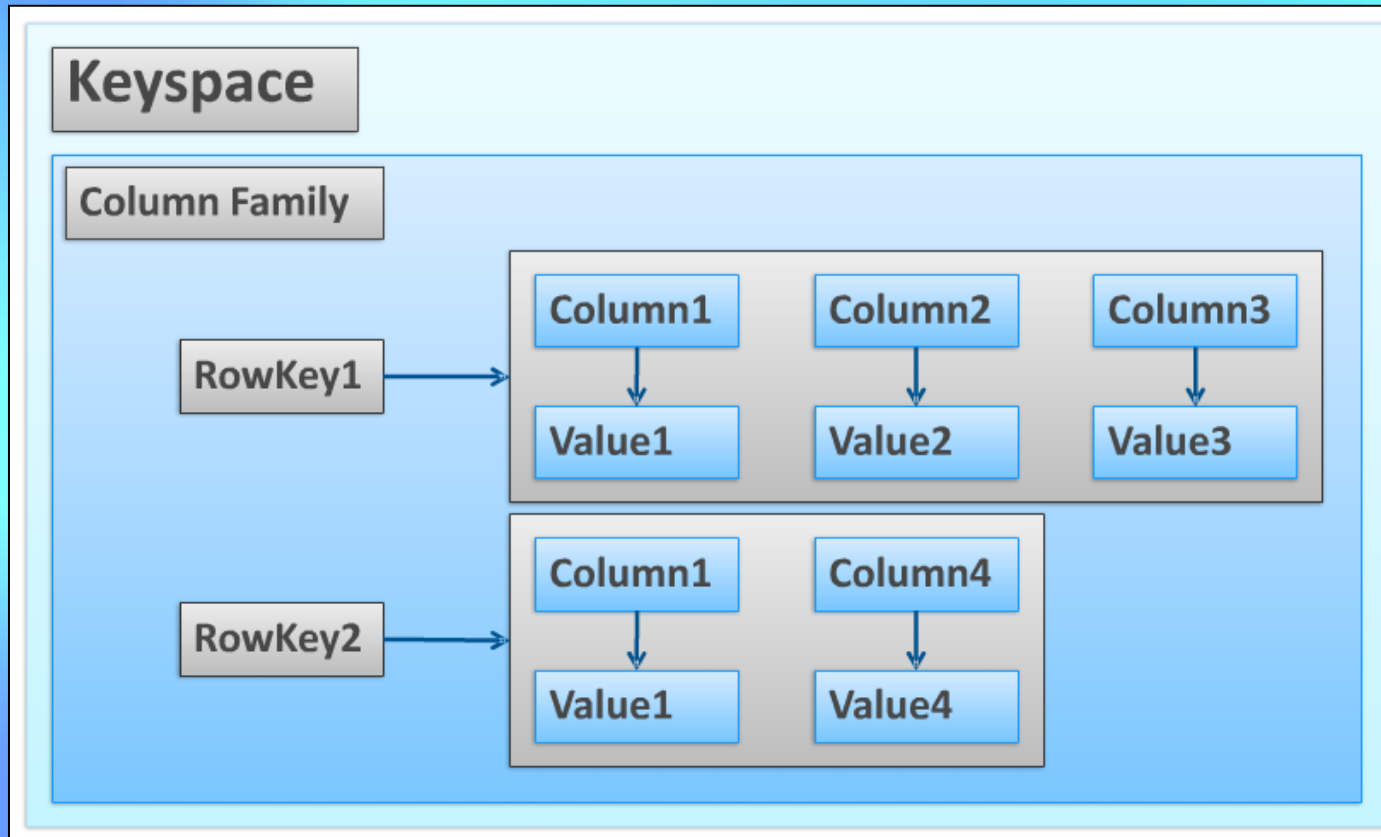 Keyspace
Column Family
Column1 Column2 Column3
RowKey1
Value1 Value2 Value3
Column1 Column4
RowKey2
Value1 Value4